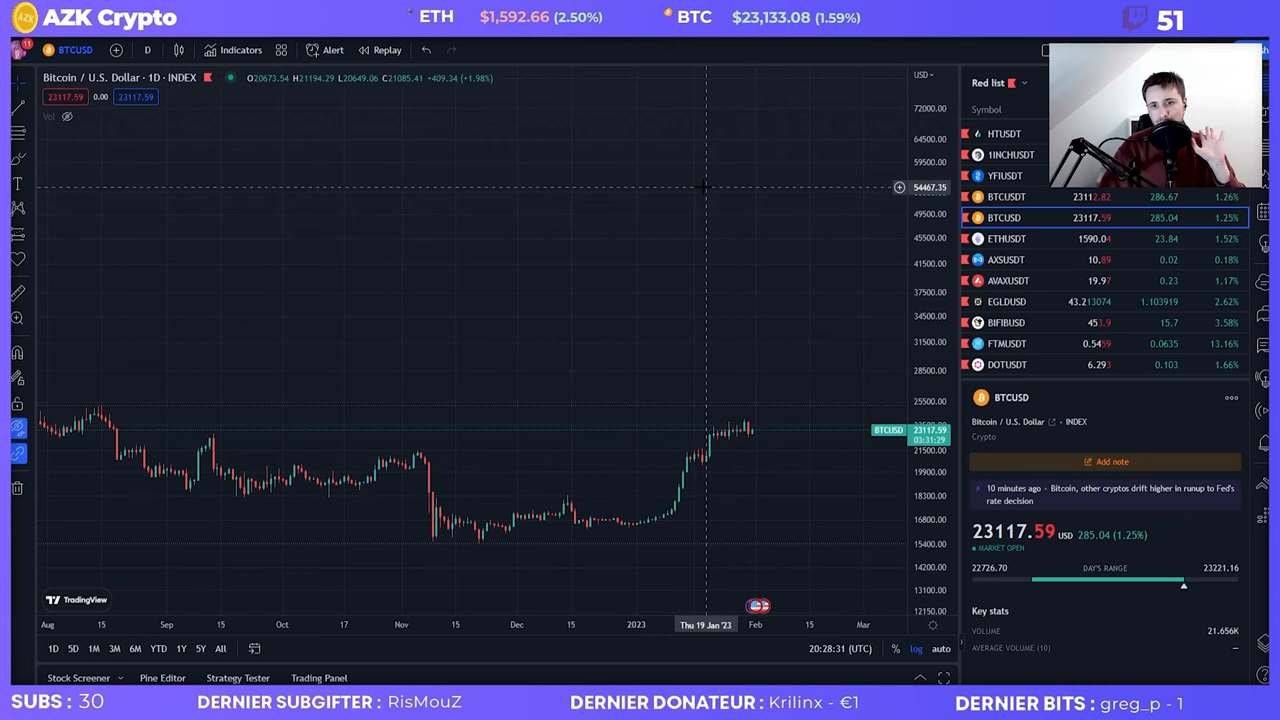 AZK
AZK Crypto
ETH $1,592.66 (2.50%)
BTC $23,133.08 (1.59%)
51
11
BTCUSD
D
Indicators
Alert
Replay
Bitcoin / U.S. Dollar · 1D · INDEX
O20673.54 H21194.29 L20649.06 C21085.41 +409.34 (+1.98%)
23117.59 0.00 23117.59
Vol
USD
72000.00
64500.00
59500.00
54467.35
49500.00
45500.00
41500.00
37500.00
34500.00
31500.00
28500.00
25500.00
BTCUSD 23117.59
03:31:29
21500.00
19900.00
18300.00
16800.00
15400.00
14200.00
13100.00
12150.00
TradingView
Aug 15 Sep 15 Oct 17 Nov 15 Dec 15 2023 Thu 19 Jan '23 Feb 15 Mar
1D 5D 1M 3M 6M YTD 1Y 5Y All
20:28:31 (UTC) % log auto
Stock Screener Pine Editor Strategy Tester Trading Panel
Red list
Symbol
HTUSDT
1INCHUSDT
YFIUSDT
BTCUSDT 23112.82 286.67 1.26%
BTCUSD 23117.59 285.04 1.25%
ETHUSDT 1590.04 23.84 1.52%
AXSUSDT 10.89 0.02 0.18%
AVAXUSDT 19.97 0.23 1.17%
EGLDUSD 43.213074 1.103919 2.62%
BIFIBUSD 453.9 15.7 3.58%
FTMUSDT 0.5459 0.0635 13.16%
DOTUSDT 6.293 0.103 1.66%
BTCUSD
Bitcoin / U.S. Dollar · INDEX
Crypto
Add note
10 minutes ago · Bitcoin, other cryptos drift higher in runup to Fed's
rate decision
23117.59 USD 285.04 (1.25%)
MARKET OPEN
22726.70 DAY'S RANGE 23221.16
Key stats
VOLUME 21.656K
AVERAGE VOLUME (10) —
SUBS : 30
DERNIER SUBGIFTER : RisMouZ
DERNIER DONATEUR : Krilinx - €1
DERNIER BITS : greg_p - 1